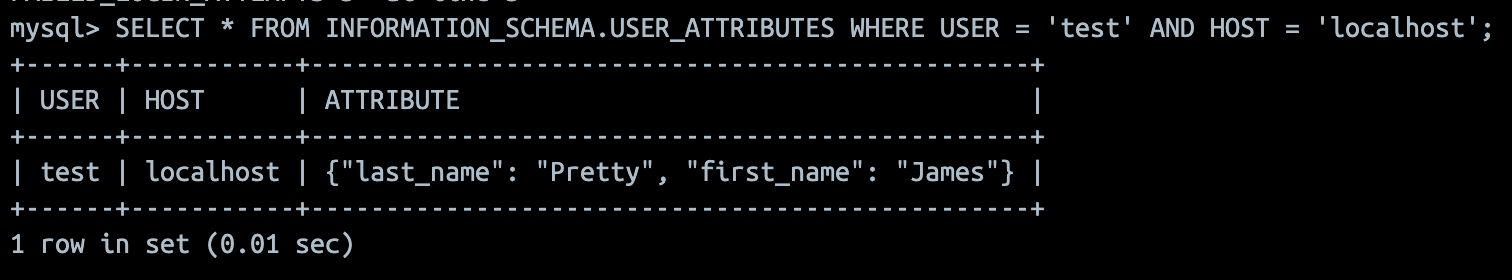 mysql> SELECT * FROM INFORMATION_SCHEMA.USER_ATTRIBUTES WHERE USER = 'test' AND HOST = 'localhost';
+------+-----------+------------------------------------------------+
| USER | HOST      | ATTRIBUTE                                      |
+------+-----------+------------------------------------------------+
| test | localhost | {"last_name": "Pretty", "first_name": "James"} |
+------+-----------+------------------------------------------------+
1 row in set (0.01 sec)